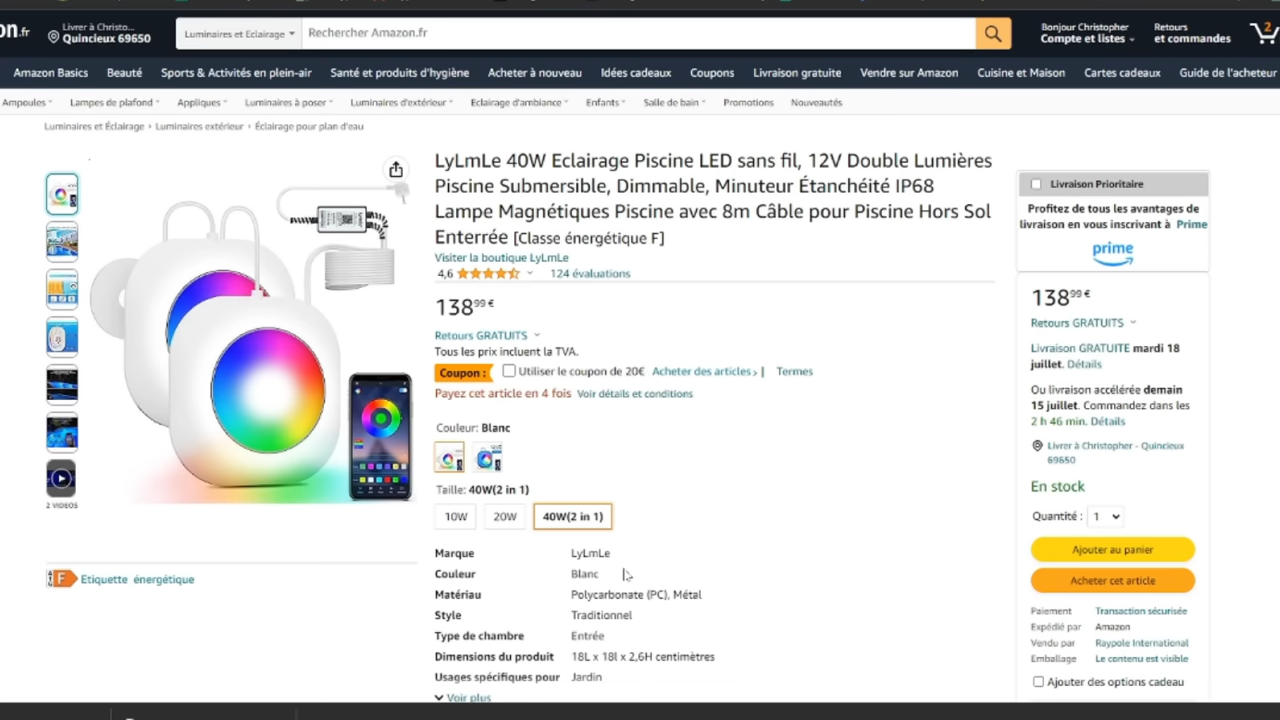 on.fr
Livrer à Christo...
Quincieux 69650
Luminaires et Eclairage
Rechercher Amazon.fr
Bonjour Christopher
Compte et listes
Retours
et commandes
2
Amazon Basics
Beauté
Sports & Activités en plein-air
Santé et produits d'hygiène
Acheter à nouveau
Idées cadeaux
Coupons
Livraison gratuite
Vendre sur Amazon
Cuisine et Maison
Cartes cadeaux
Guide de l'acheteur
Ampoules
Lampes de plafond
Appliques
Luminaires à poser
Luminaires d'extérieur
Eclairage d'ambiance
Enfants
Salle de bain
Promotions
Nouveautés
Luminaires et Éclairage › Luminaires extérieur › Éclairage pour plan d'eau
2 VIDÉOS
F Etiquette énergétique
LyLmLe 40W Eclairage Piscine LED sans fil, 12V Double Lumières
Piscine Submersible, Dimmable, Minuteur Étanchéité IP68
Lampe Magnétiques Piscine avec 8m Câble pour Piscine Hors Sol
Enterrée [Classe énergétique F]
Visiter la boutique LyLmLe
4,6
124 évaluations
138,99 €
Retours GRATUITS
Tous les prix incluent la TVA.
Coupon :
Utiliser le coupon de 20€ Acheter des articles › | Termes
Payez cet article en 4 fois Voir détails et conditions
Couleur: Blanc
Taille: 40W(2 in 1)
10W
20W
40W(2 in 1)
Marque LyLmLe
Couleur Blanc
Matériau Polycarbonate (PC), Métal
Style Traditionnel
Type de chambre Entrée
Dimensions du produit 18L x 18l x 2,6H centimètres
Usages spécifiques pour Jardin
Voir plus
Livraison Prioritaire
Profitez de tous les avantages de
livraison en vous inscrivant à Prime
prime
138,99 €
Retours GRATUITS
Livraison GRATUITE mardi 18
juillet. Détails
Ou livraison accélérée demain
15 juillet. Commandez dans les
2 h 46 min. Détails
Livrer à Christopher - Quincieux
69650
En stock
Quantité : 1
Ajouter au panier
Acheter cet article
Paiement Transaction sécurisée
Expédié par Amazon
Vendu par Raypole International
Emballage Le contenu est visible
Ajouter des options cadeau